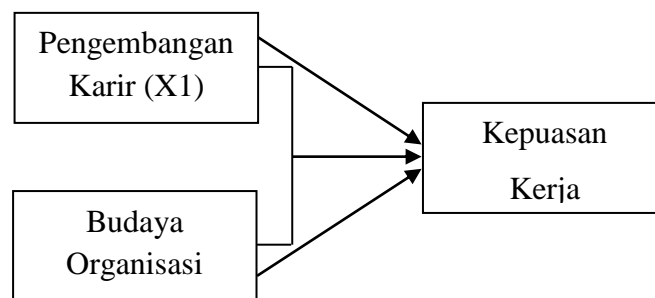 Pengembangan
Karir (X1)
Kepuasan
Kerja
Budaya
Organisasi